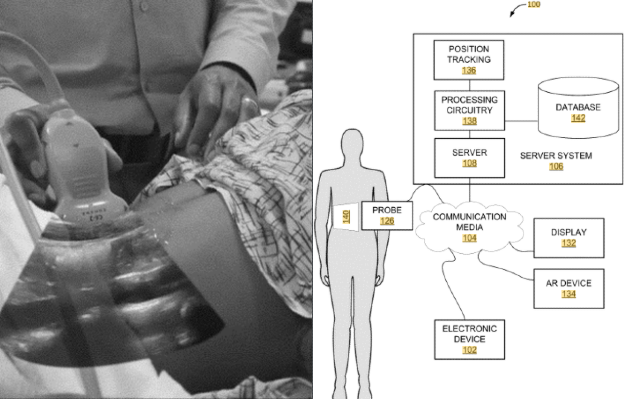 100
POSITION
TRACKING
136
PROCESSING
CIRCUITRY
138
DATABASE
142
SERVER
108
SERVER SYSTEM
106
140
PROBE
126
COMMUNICATION
MEDIA
104
DISPLAY
132
AR DEVICE
134
ELECTRONIC
DEVICE
102